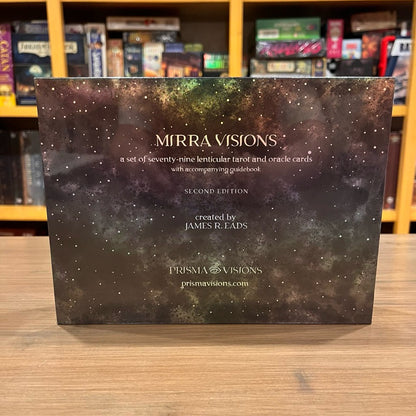 CATAN
MIRRA VISIONS
a set of seventy-nine lenticular tarot and oracle cards
with accompanying guidebook
SECOND EDITION
created by
JAMES R. EADS
PRISMA VISIONS
prismavisions.com